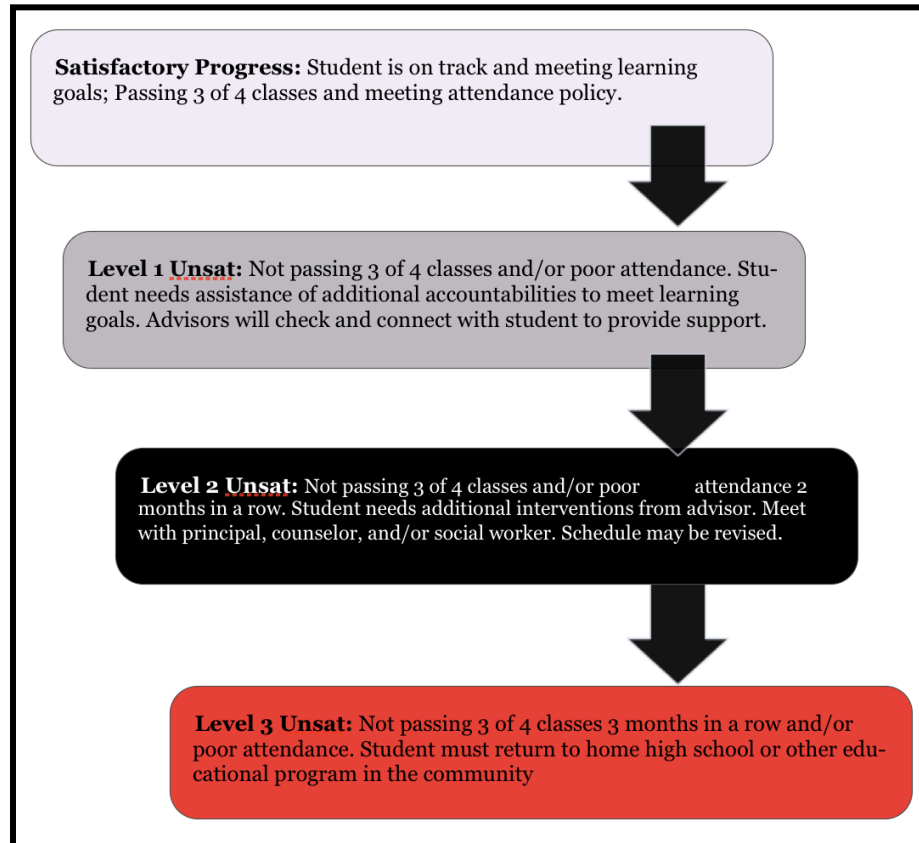 Satisfactory Progress: Student is on track and meeting learning
goals; Passing 3 of 4 classes and meeting attendance policy.
Level 1 Unsat: Not passing 3 of 4 classes and/or poor attendance. Stu-
dent needs assistance of additional accountabilities to meet learning
goals. Advisors will check and connect with student to provide support.
Level 2 Unsat: Not passing 3 of 4 classes and/or poor attendance 2
months in a row. Student needs additional interventions from advisor. Meet
with principal, counselor, and/or social worker. Schedule may be revised.
Level 3 Unsat: Not passing 3 of 4 classes 3 months in a row and/or
poor attendance. Student must return to home high school or other edu-
cational program in the community